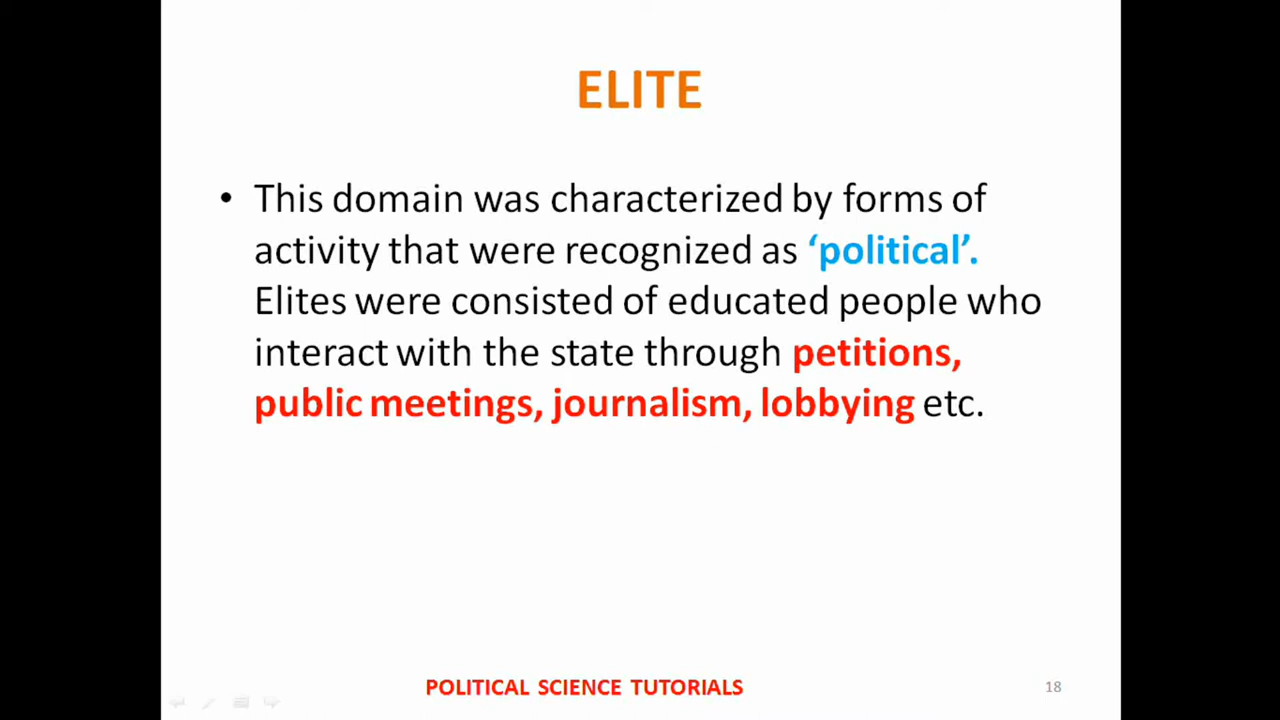 ELITE
• This domain was characterized by forms of
activity that were recognized as ‘political’.
Elites were consisted of educated people who
interact with the state through petitions,
public meetings, journalism, lobbying etc.
POLITICAL SCIENCE TUTORIALS
18